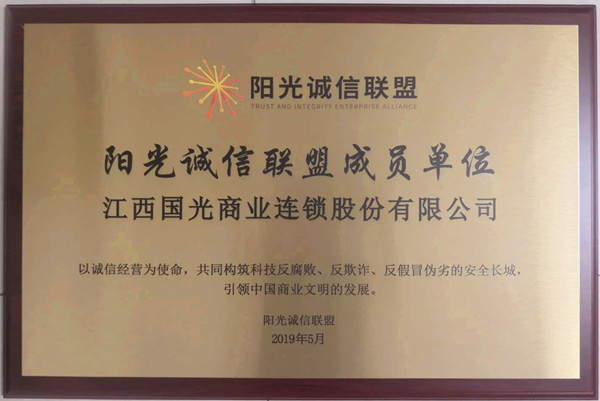 阳光诚信联盟
TRUST AND INTEGRITY ENTERPRISE ALLIANCE
阳光诚信联盟成员单位
江西国光商业连锁股份有限公司
以诚信经营为使命，共同构筑科技反腐败、反欺诈、反假冒伪劣的安全长城，
引领中国商业文明的发展。
阳光诚信联盟
2019年5月